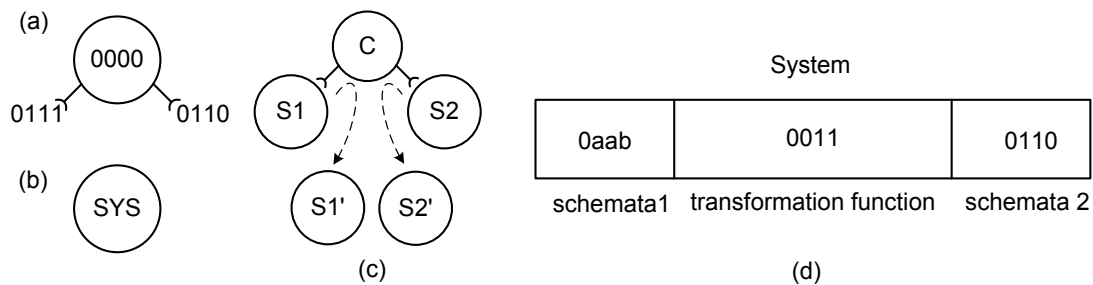 (a)
0000
0111
0110
(b)
SYS
C
S1
S2
S1'
S2'
(c)
System
0aab
0011
0110
schemata1
transformation function
schemata 2
(d)